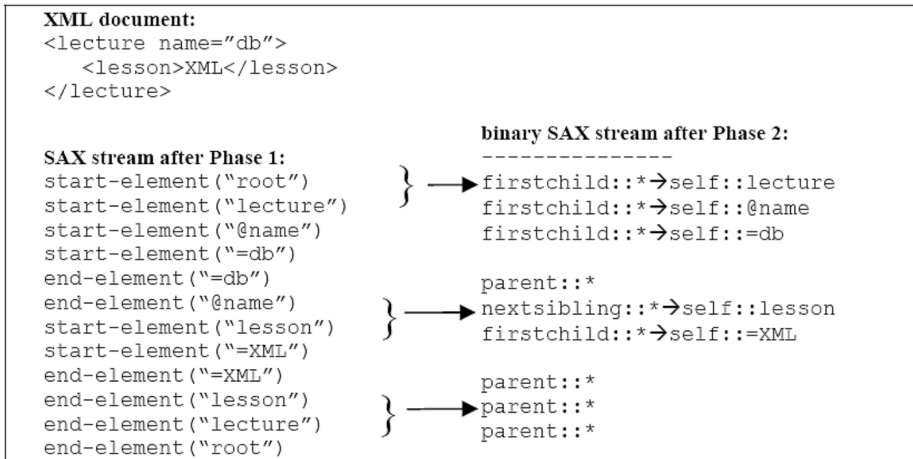 XML document:
<lecture name="db">
<lesson>XML</lesson>
</lecture>
SAX stream after Phase 1:
start-element("root")
start-element("lecture")
start-element("@name")
start-element("=db")
end-element("=db")
end-element("@name")
start-element("lesson")
start-element("=XML")
end-element("=XML")
end-element("lesson")
end-element("lecture")
end-element("root")
binary SAX stream after Phase 2:
---------------
firstchild::*→self::lecture
firstchild::*→self::@name
firstchild::*→self::=db
parent::*
nextsibling::*→self::lesson
firstchild::*→self::=XML
parent::*
parent::*
parent::*